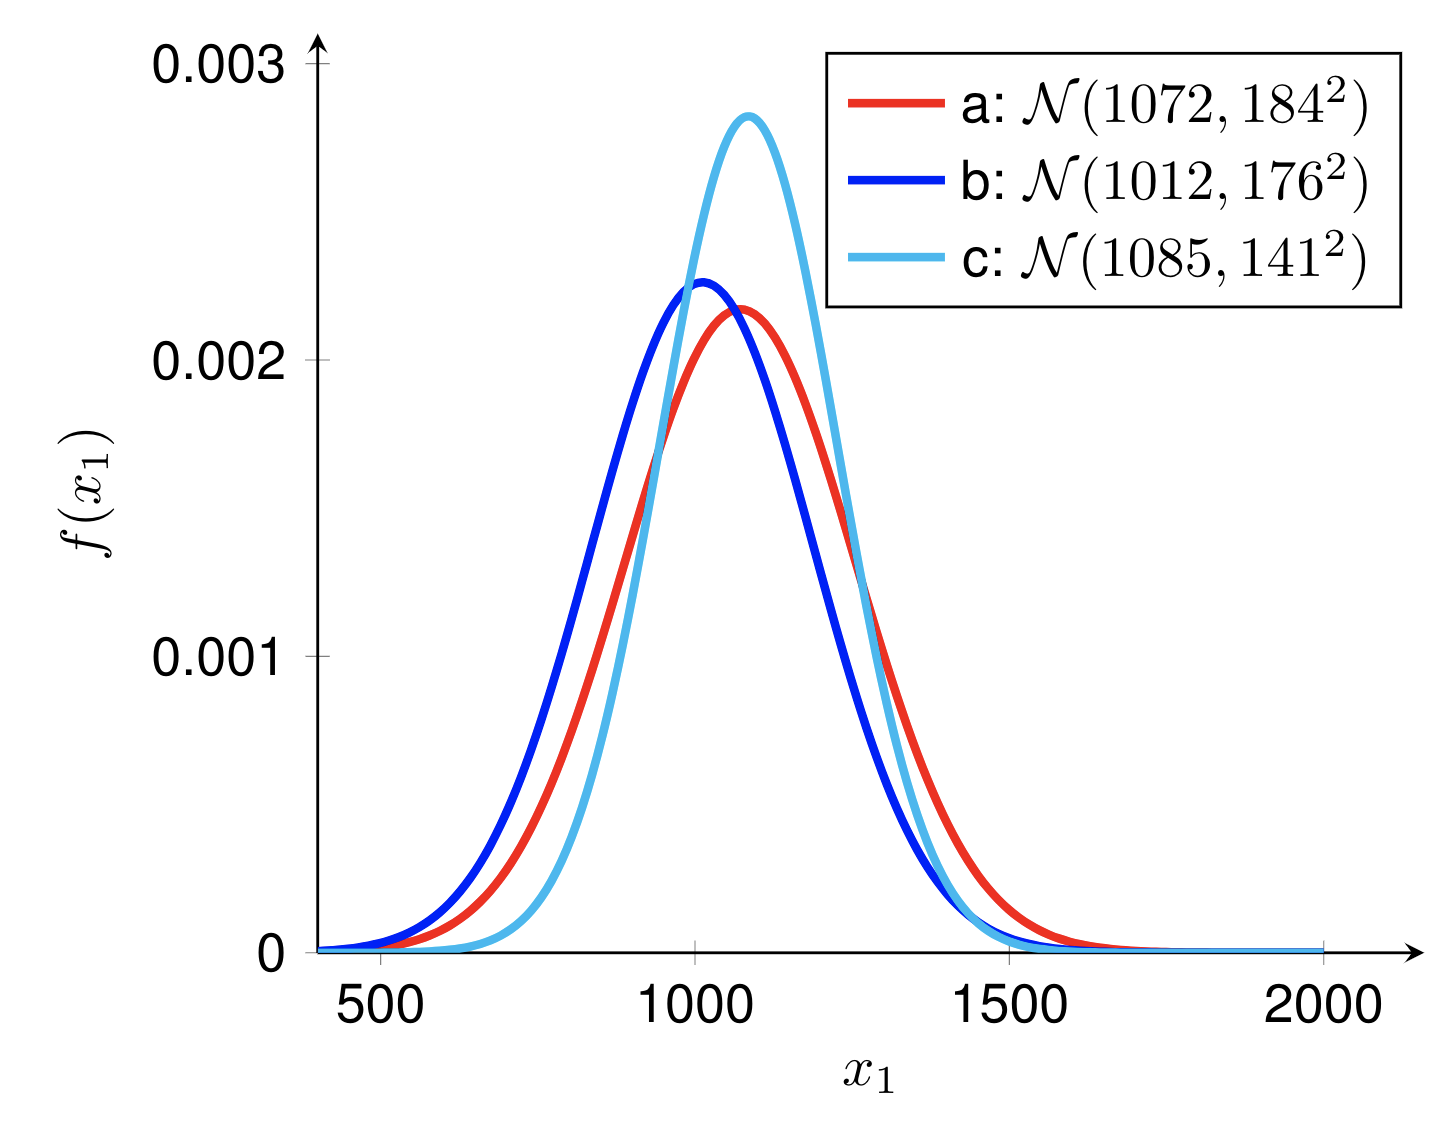 0.003
0.002
0.001
0
f(x₁)
500 1000 1500 2000
x₁
a: 𝒩(1072, 184²)
b: 𝒩(1012, 176²)
c: 𝒩(1085, 141²)